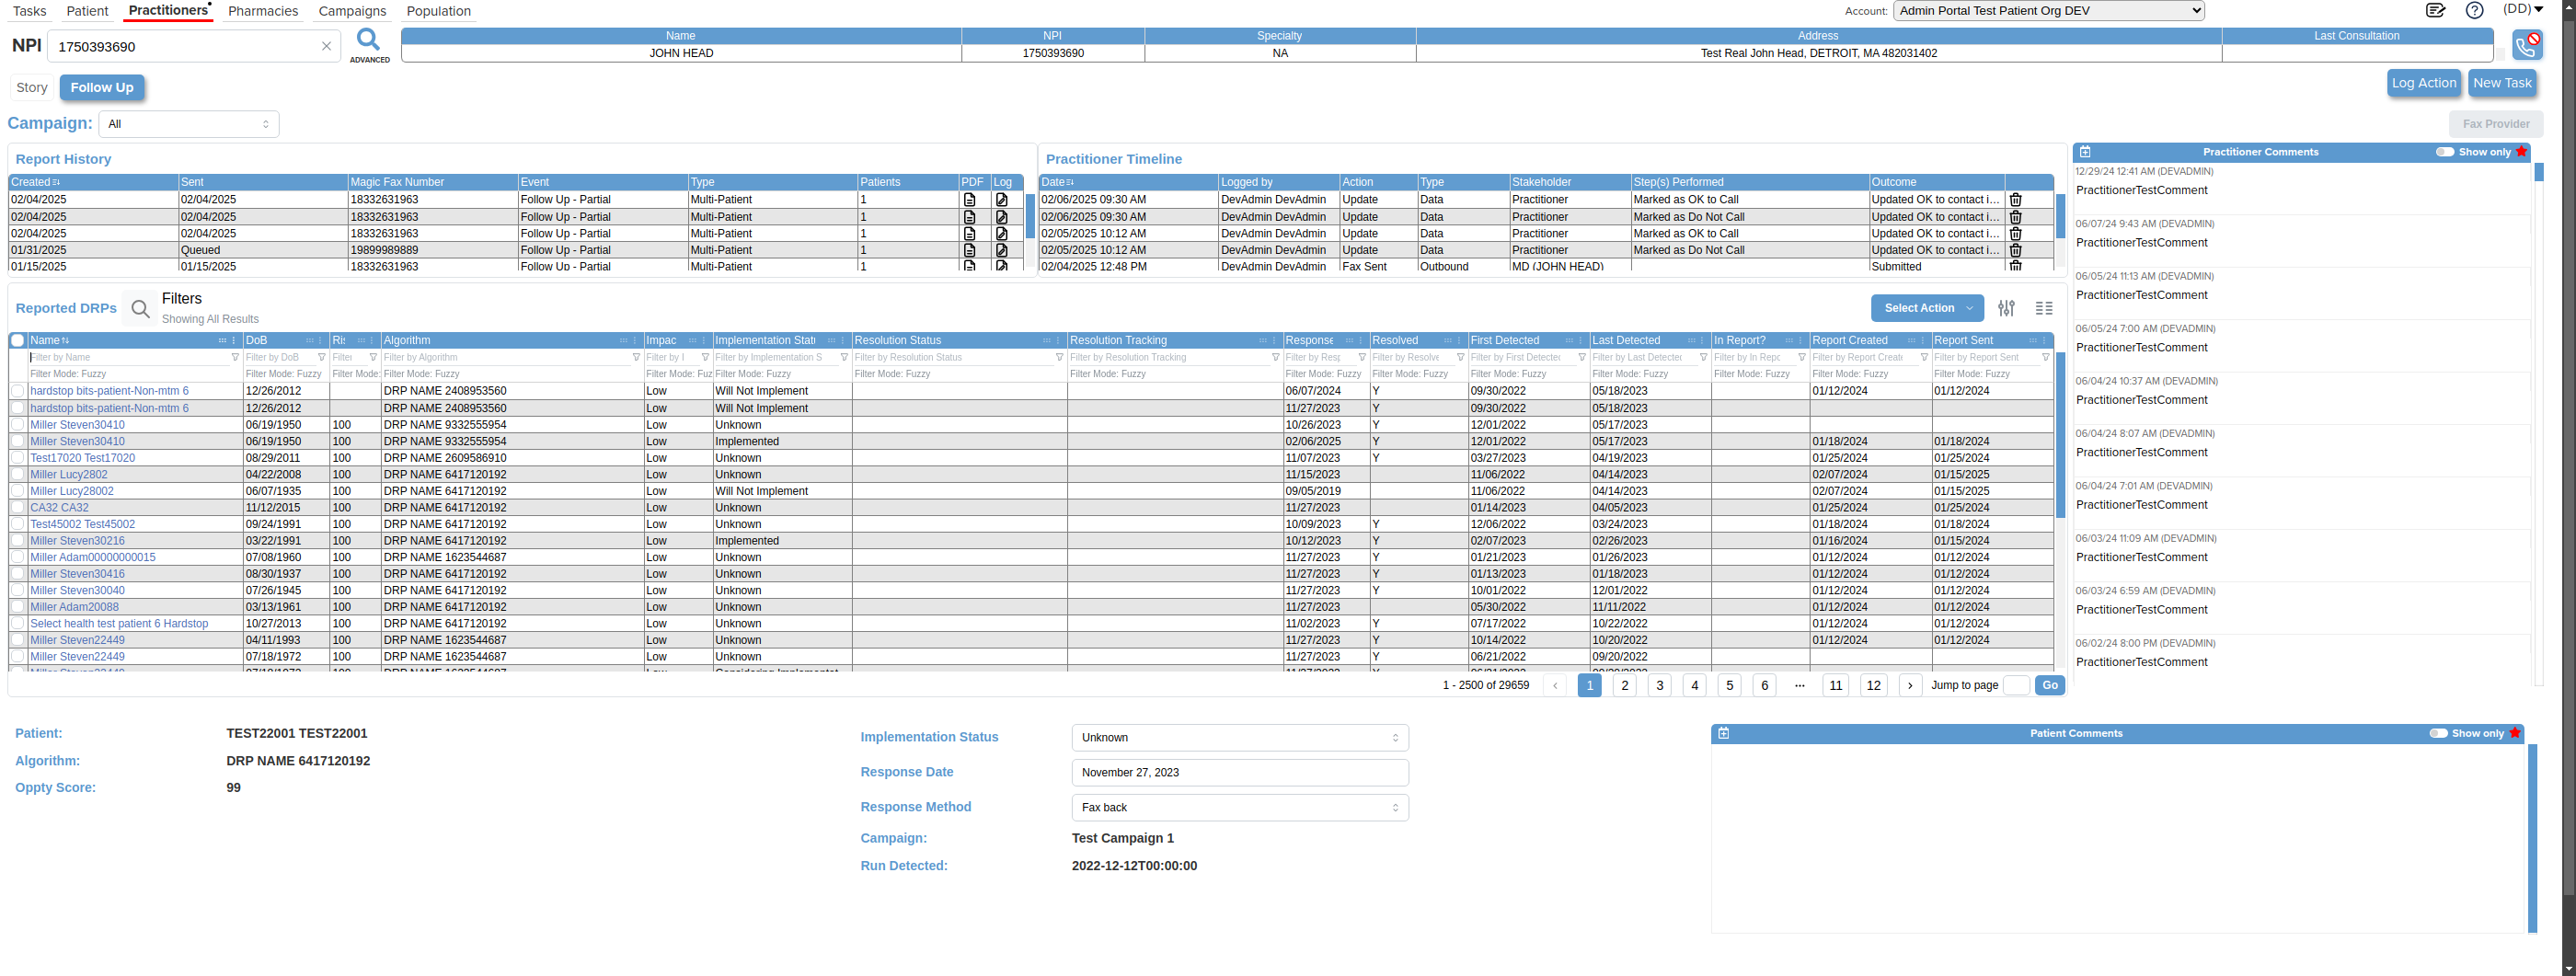 Tasks Patient Practitioners Pharmacies Campaigns Population Account: Admin Portal Test Patient Org DEV (DD)
NPI 1750393690 ADVANCED
Name NPI Specialty Address Last Consultation
JOHN HEAD 1750393690 NA Test Real John Head, DETROIT, MA 482031402
Story Follow Up Log Action New Task
Campaign: All Fax Provider
Report History
Created Sent Magic Fax Number Event Type Patients PDF Log
02/04/2025 02/04/2025 18332631963 Follow Up - Partial Multi-Patient 1
02/04/2025 02/04/2025 18332631963 Follow Up - Partial Multi-Patient 1
02/04/2025 02/04/2025 18332631963 Follow Up - Partial Multi-Patient 1
01/31/2025 Queued 19899989889 Follow Up - Partial Multi-Patient 1
01/15/2025 01/15/2025 18332631963 Follow Up - Partial Multi-Patient 1
Practitioner Timeline
Date Logged by Action Type Stakeholder Step(s) Performed Outcome
02/06/2025 09:30 AM DevAdmin DevAdmin Update Data Practitioner Marked as OK to Call Updated OK to contact i...
02/06/2025 09:30 AM DevAdmin DevAdmin Update Data Practitioner Marked as Do Not Call Updated OK to contact i...
02/05/2025 10:12 AM DevAdmin DevAdmin Update Data Practitioner Marked as OK to Call Updated OK to contact i...
02/05/2025 10:12 AM DevAdmin DevAdmin Update Data Practitioner Marked as Do Not Call Updated OK to contact i...
02/04/2025 12:48 PM DevAdmin DevAdmin Fax Sent Outbound MD (JOHN HEAD) Submitted
Practitioner Comments Show only
12/29/24 12:41 AM (DEVADMIN)
PractitionerTestComment
06/07/24 9:43 AM (DEVADMIN)
PractitionerTestComment
06/05/24 11:13 AM (DEVADMIN)
PractitionerTestComment
06/05/24 7:00 AM (DEVADMIN)
PractitionerTestComment
06/04/24 10:37 AM (DEVADMIN)
PractitionerTestComment
06/04/24 8:07 AM (DEVADMIN)
PractitionerTestComment
06/04/24 7:01 AM (DEVADMIN)
PractitionerTestComment
06/03/24 11:09 AM (DEVADMIN)
PractitionerTestComment
06/03/24 6:59 AM (DEVADMIN)
PractitionerTestComment
06/02/24 8:00 PM (DEVADMIN)
PractitionerTestComment
Reported DRPs Filters
Showing All Results
Select Action
Name DoB Ris Algorithm Impac Implementation Stat Resolution Status Resolution Tracking Response Resolved First Detected Last Detected In Report? Report Created Report Sent
Filter by Name Filter by DoB Filter Filter by Algorithm Filter by I Filter by Implementation S Filter by Resolution Status Filter by Resolution Tracking Filter by Resp Filter by Resolve Filter by First Detected Filter by Last Detected Filter by In Repo Filter by Report Create Filter by Report Sent
Filter Mode: Fuzzy Filter Mode: Fuzzy Filter Mode: Filter Mode: Fuzzy Filter Mode: Fuz Filter Mode: Fuzzy Filter Mode: Fuzzy Filter Mode: Fuzzy Filter Mode: Fuzzy Filter Mode: Fuzzy Filter Mode: Fuzzy Filter Mode: Fuzzy Filter Mode: Fuzzy Filter Mode: Fuzzy Filter Mode: Fuzzy
hardstop bits-patient-Non-mtm 6 12/26/2012 DRP NAME 2408953560 Low Will Not Implement 06/07/2024 Y 09/30/2022 05/18/2023 01/12/2024 01/12/2024
hardstop bits-patient-Non-mtm 6 12/26/2012 DRP NAME 2408953560 Low Will Not Implement 11/27/2023 Y 09/30/2022 05/18/2023
Miller Steven30410 06/19/1950 100 DRP NAME 9332555954 Low Unknown 10/26/2023 Y 12/01/2022 05/17/2023
Miller Steven30410 06/19/1950 100 DRP NAME 9332555954 Low Implemented 02/06/2025 Y 12/01/2022 05/17/2023 01/18/2024 01/18/2024
Test17020 Test17020 08/29/2011 100 DRP NAME 2609586910 Low Unknown 11/07/2023 Y 03/27/2023 04/19/2023 01/25/2024 01/25/2024
Miller Lucy2802 04/22/2008 100 DRP NAME 6417120192 Low Unknown 11/15/2023 11/06/2022 04/14/2023 02/07/2024 01/15/2025
Miller Lucy28002 06/07/1935 100 DRP NAME 6417120192 Low Will Not Implement 09/05/2019 11/06/2022 04/14/2023 02/07/2024 01/15/2025
CA32 CA32 11/12/2015 100 DRP NAME 6417120192 Low Unknown 11/27/2023 01/14/2023 04/05/2023 01/25/2024 01/25/2024
Test45002 Test45002 09/24/1991 100 DRP NAME 6417120192 Low Unknown 10/09/2023 Y 12/06/2022 03/24/2023 01/18/2024 01/18/2024
Miller Steven30216 03/22/1991 100 DRP NAME 6417120192 Low Implemented 10/12/2023 Y 02/07/2023 02/26/2023 01/16/2024 01/15/2024
Miller Adam00000000015 07/08/1960 100 DRP NAME 1623544687 Low Unknown 11/27/2023 Y 01/21/2023 01/26/2023 01/12/2024 01/12/2024
Miller Steven30416 08/30/1937 100 DRP NAME 6417120192 Low Unknown 11/27/2023 Y 01/13/2023 01/18/2023 01/12/2024 01/12/2024
Miller Steven30040 07/26/1945 100 DRP NAME 6417120192 Low Unknown 11/27/2023 Y 10/01/2022 12/01/2022 01/12/2024 01/12/2024
Miller Adam20088 03/13/1961 100 DRP NAME 6417120192 Low Unknown 11/27/2023 05/30/2022 11/11/2022 01/12/2024 01/12/2024
Select health test patient 6 Hardstop 10/27/2013 100 DRP NAME 6417120192 Low Unknown 11/02/2023 Y 07/17/2022 10/22/2022 01/12/2024 01/12/2024
Miller Steven22449 04/11/1993 100 DRP NAME 1623544687 Low Unknown 11/27/2023 Y 10/14/2022 10/20/2022 01/12/2024 01/12/2024
Miller Steven22449 07/18/1972 100 DRP NAME 1623544687 Low Unknown 11/27/2023 Y 06/21/2022 09/20/2022
1 - 2500 of 29659 1 2 3 4 5 6 ... 11 12 Jump to page Go
Patient: TEST22001 TEST22001
Algorithm: DRP NAME 6417120192
Oppty Score: 99
Implementation Status Unknown
Response Date November 27, 2023
Response Method Fax back
Campaign: Test Campaign 1
Run Detected: 2022-12-12T00:00:00
Patient Comments Show only